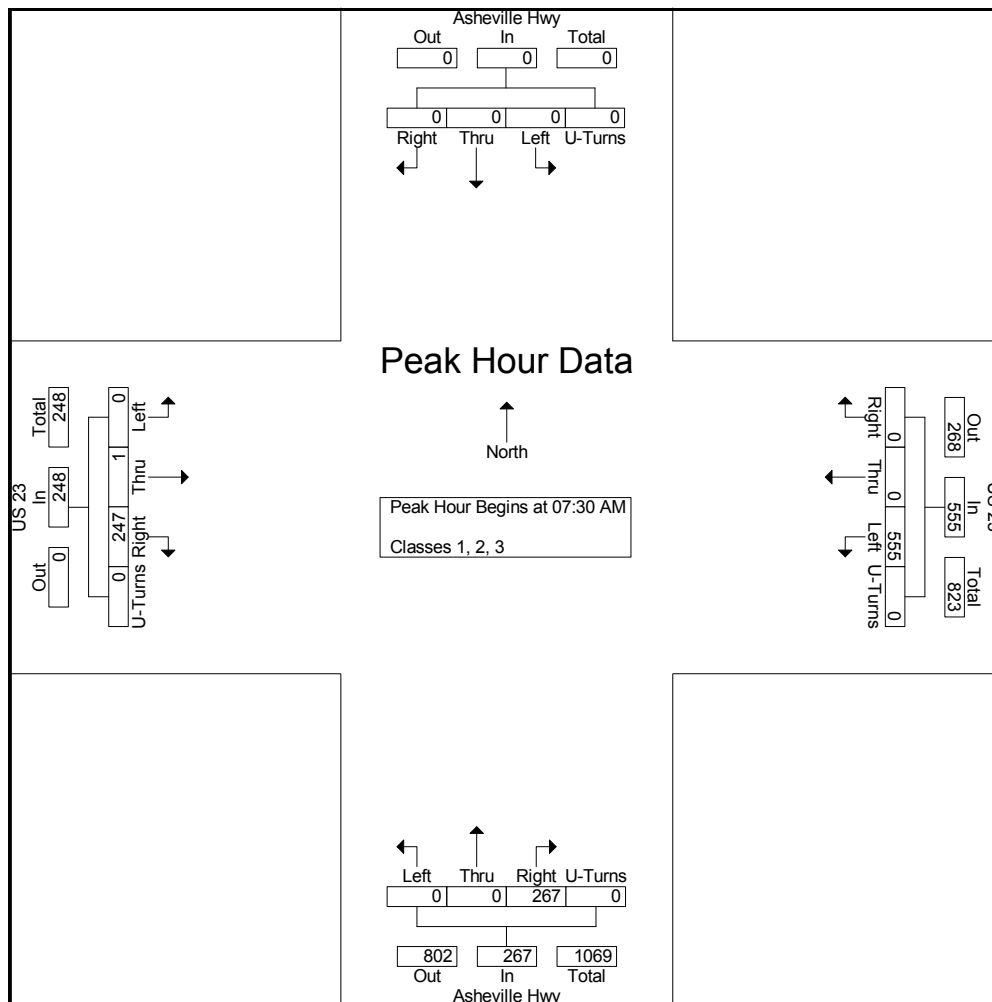 Asheville Hwy
Out In Total
0 0 0
0 0 0 0
Right Thru Left U-Turns
Peak Hour Data
North
Peak Hour Begins at 07:30 AM
Classes 1, 2, 3
US 23
Out In Total
0 248 248
U-Turns Right Thru Left
0 247 1 0
Out In Total
268 555 823
Right Thru Left U-Turns
0 0 555 0
Left Thru Right U-Turns
0 0 267 0
802 267 1069
Out In Total
Asheville Hwy